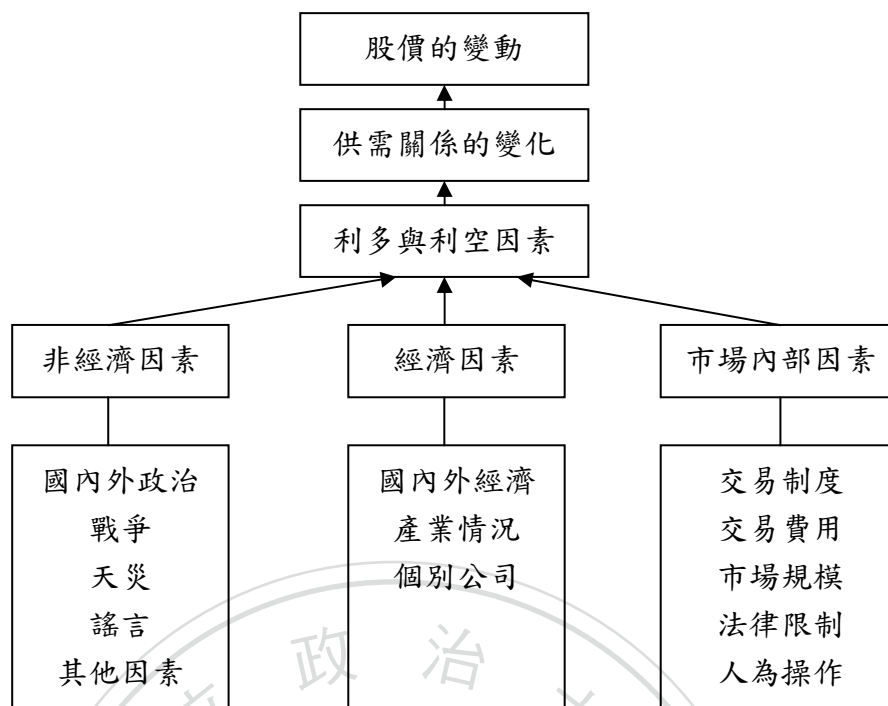 股價的變動
供需關係的變化
利多與利空因素
非經濟因素
經濟因素
市場內部因素
國內外政治
戰爭
天災
謠言
其他因素
國內外經濟
產業情況
個別公司
交易制度
交易費用
市場規模
法律限制
人為操作
政 治